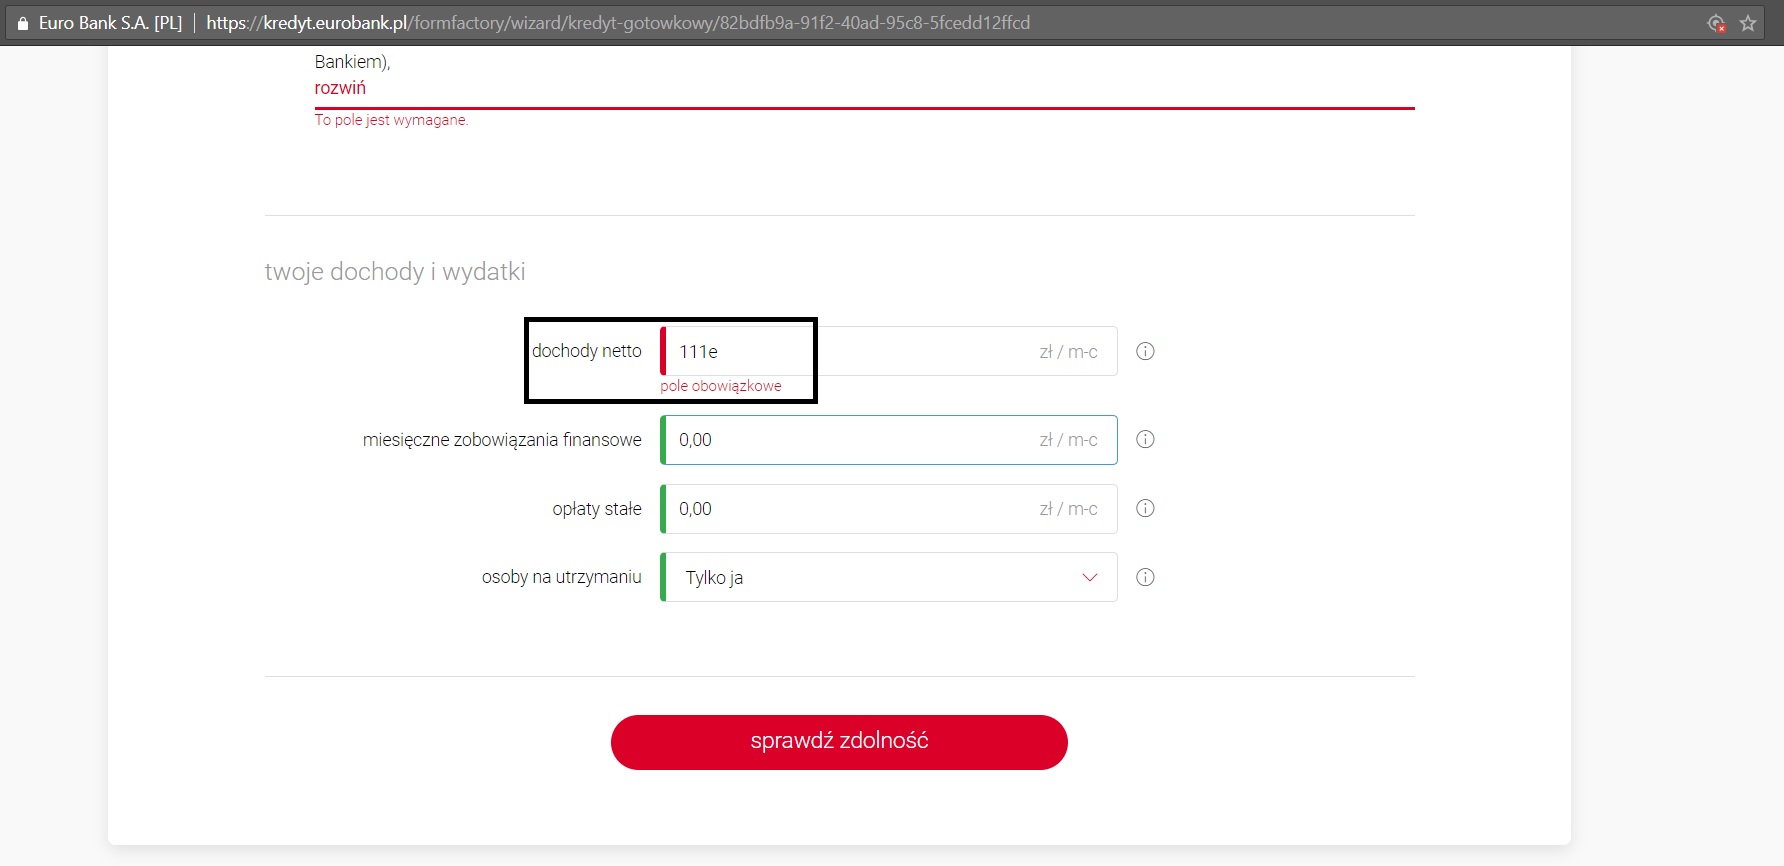 Euro Bank S.A. [PL] https://kredyt.eurobank.pl/formfactory/wizard/kredyt-gotowkowy/82bdfb9a-91f2-40ad-95c8-5fcedd12ffcd
Bankiem),
rozwiń
To pole jest wymagane.
twoje dochody i wydatki
dochody netto 111e zł / m-c
pole obowiązkowe
miesięczne zobowiązania finansowe 0,00 zł / m-c
opłaty stałe 0,00 zł / m-c
osoby na utrzymaniu Tylko ja
sprawdź zdolność